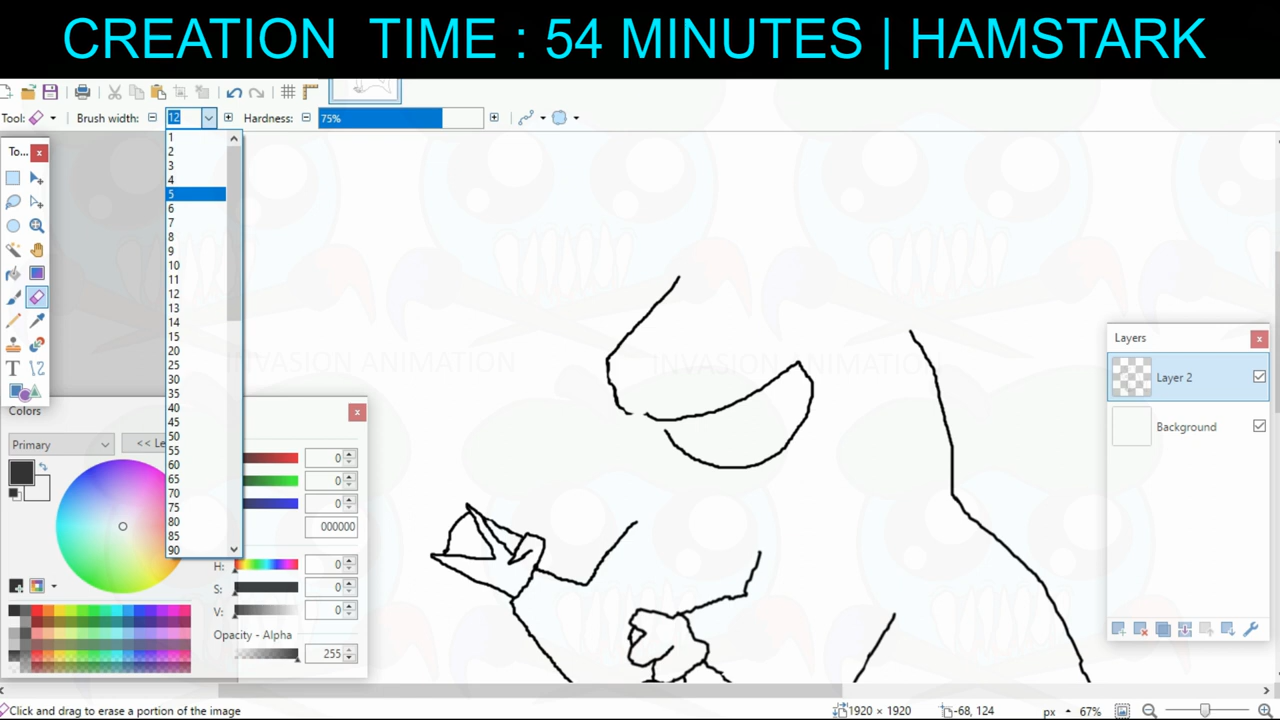 CREATION TIME : 54 MINUTES | HAMSTARK
Tool: Brush width: 12 Hardness: 75%
To...
1
2
3
4
5
6
7
8
9
10
11
12
13
14
15
20
25
30
35
40
45
50
55
60
65
70
75
80
85
90
INVASION ANIMATION INVASION ANIMATION
Layers
Layer 2
Background
Colors
Primary << Le
0
0
0
000000
H: 0
S: 0
V: 0
Opacity - Alpha
255
Click and drag to erase a portion of the image 1920 × 1920 -68, 124 px 67%